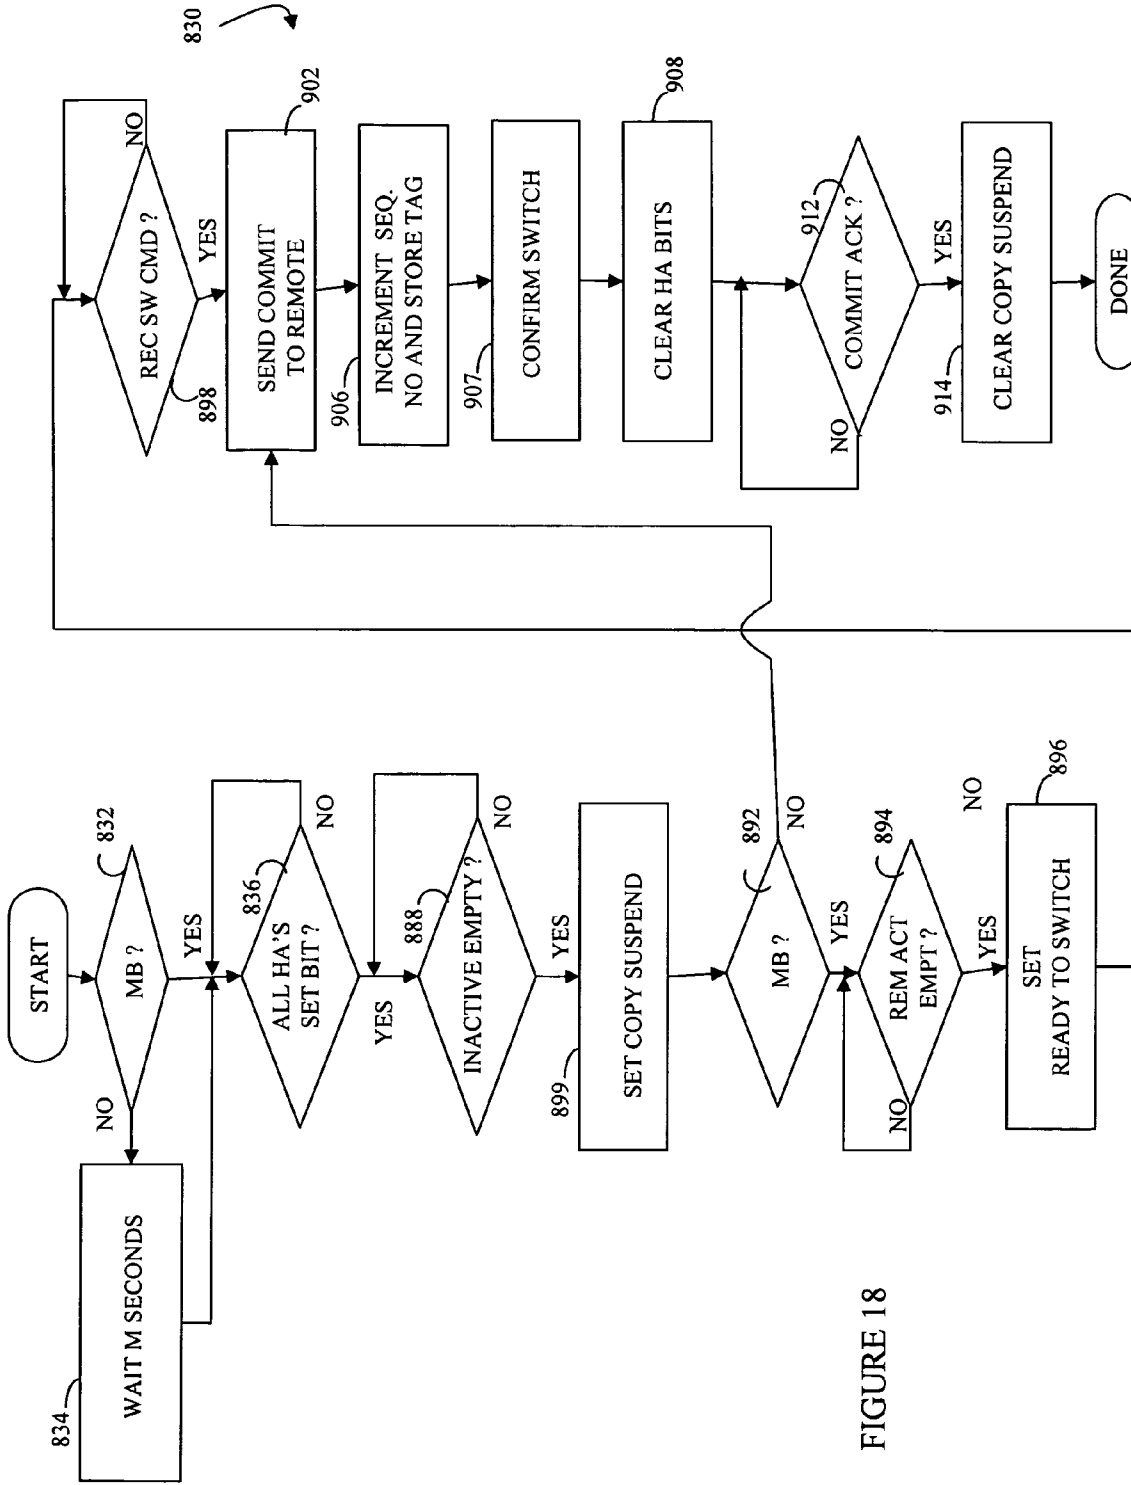 START
832
MB ?
NO
YES
834
WAIT M SECONDS
836
ALL HA'S
SET BIT ?
NO
YES
888
INACTIVE EMPTY ?
NO
YES
899
SET COPY SUSPEND
892
MB ?
NO
YES
894
REM ACT
EMPT ?
NO
YES
NO
896
SET
READY TO SWITCH
830
REC SW CMD ?
NO
898
YES
902
SEND COMMIT
TO REMOTE
906
INCREMENT SEQ.
NO AND STORE TAG
907
CONFIRM SWITCH
908
CLEAR HA BITS
912
COMMIT ACK ?
NO
YES
914
CLEAR COPY SUSPEND
DONE
FIGURE 18